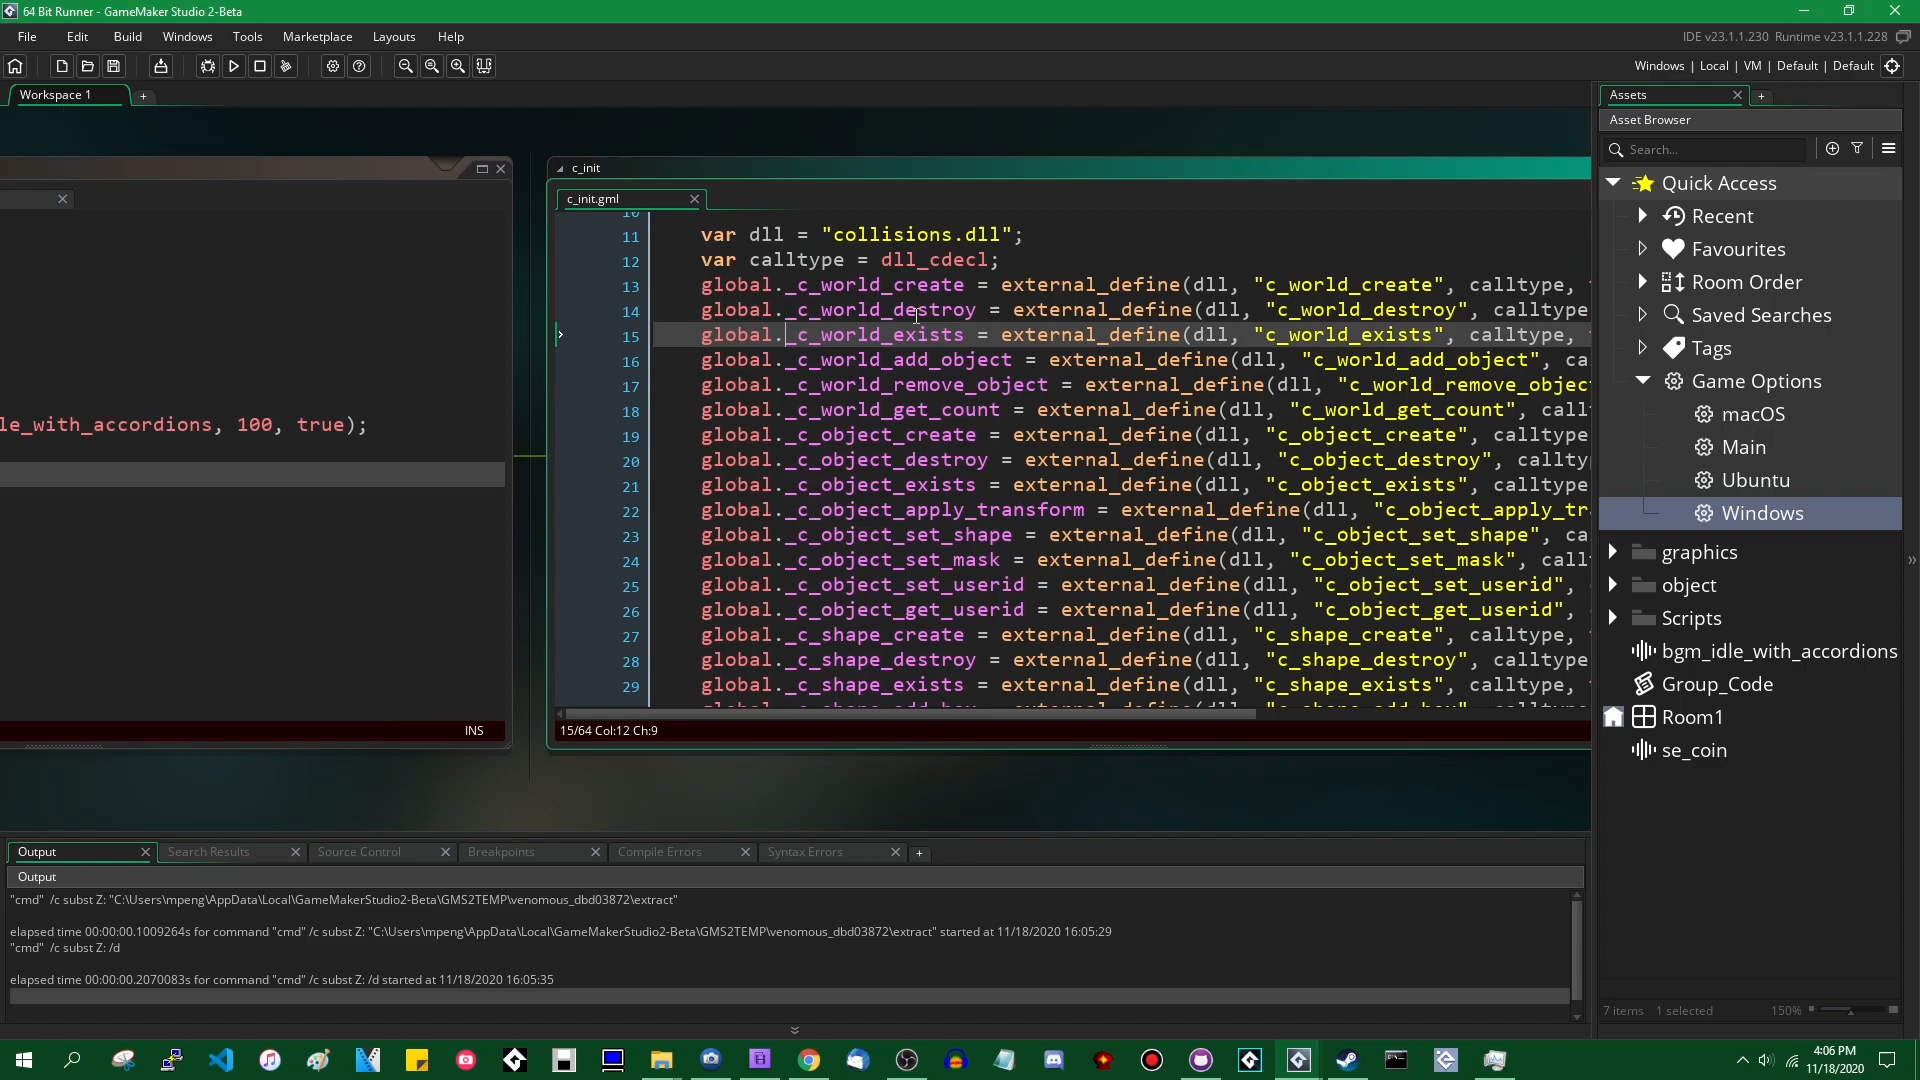 64 Bit Runner - GameMaker Studio 2-Beta
File Edit Build Windows Tools Marketplace Layouts Help
IDE v23.1.1.230 Runtime v23.1.1.228
Windows | Local | VM | Default | Default
Workspace 1
le_with_accordions, 100, true);
INS
c_init
c_init.gml
11 var dll = "collisions.dll";
12 var calltype = dll_cdecl;
13 global._c_world_create = external_define(dll, "c_world_create", calltype,
14 global._c_world_destroy = external_define(dll, "c_world_destroy", calltype
15 global._c_world_exists = external_define(dll, "c_world_exists", calltype,
16 global._c_world_add_object = external_define(dll, "c_world_add_object", ca
17 global._c_world_remove_object = external_define(dll, "c_world_remove_objec
18 global._c_world_get_count = external_define(dll, "c_world_get_count", call
19 global._c_object_create = external_define(dll, "c_object_create", calltype
20 global._c_object_destroy = external_define(dll, "c_object_destroy", callty
21 global._c_object_exists = external_define(dll, "c_object_exists", calltype
22 global._c_object_apply_transform = external_define(dll, "c_object_apply_tr
23 global._c_object_set_shape = external_define(dll, "c_object_set_shape", ca
24 global._c_object_set_mask = external_define(dll, "c_object_set_mask", call
25 global._c_object_set_userid = external_define(dll, "c_object_set_userid",
26 global._c_object_get_userid = external_define(dll, "c_object_get_userid",
27 global._c_shape_create = external_define(dll, "c_shape_create", calltype,
28 global._c_shape_destroy = external_define(dll, "c_shape_destroy", calltype
29 global._c_shape_exists = external_define(dll, "c_shape_exists", calltype,
15/64 Col:12 Ch:9
Assets
Asset Browser
Search...
Quick Access
Recent
Favourites
Room Order
Saved Searches
Tags
Game Options
macOS
Main
Ubuntu
Windows
graphics
object
Scripts
bgm_idle_with_accordions
Group_Code
Room1
se_coin
7 items 1 selected 150%
Output Search Results Source Control Breakpoints Compile Errors Syntax Errors
Output
"cmd" /c subst Z: "C:\Users\mpeng\AppData\Local\GameMakerStudio2-Beta\GMS2TEMP\venomous_dbd03872\extract"
elapsed time 00:00:00.1009264s for command "cmd" /c subst Z: "C:\Users\mpeng\AppData\Local\GameMakerStudio2-Beta\GMS2TEMP\venomous_dbd03872\extract" started at 11/18/2020 16:05:29
"cmd" /c subst Z: /d
elapsed time 00:00:00.2070083s for command "cmd" /c subst Z: /d started at 11/18/2020 16:05:35
4:06 PM
11/18/2020